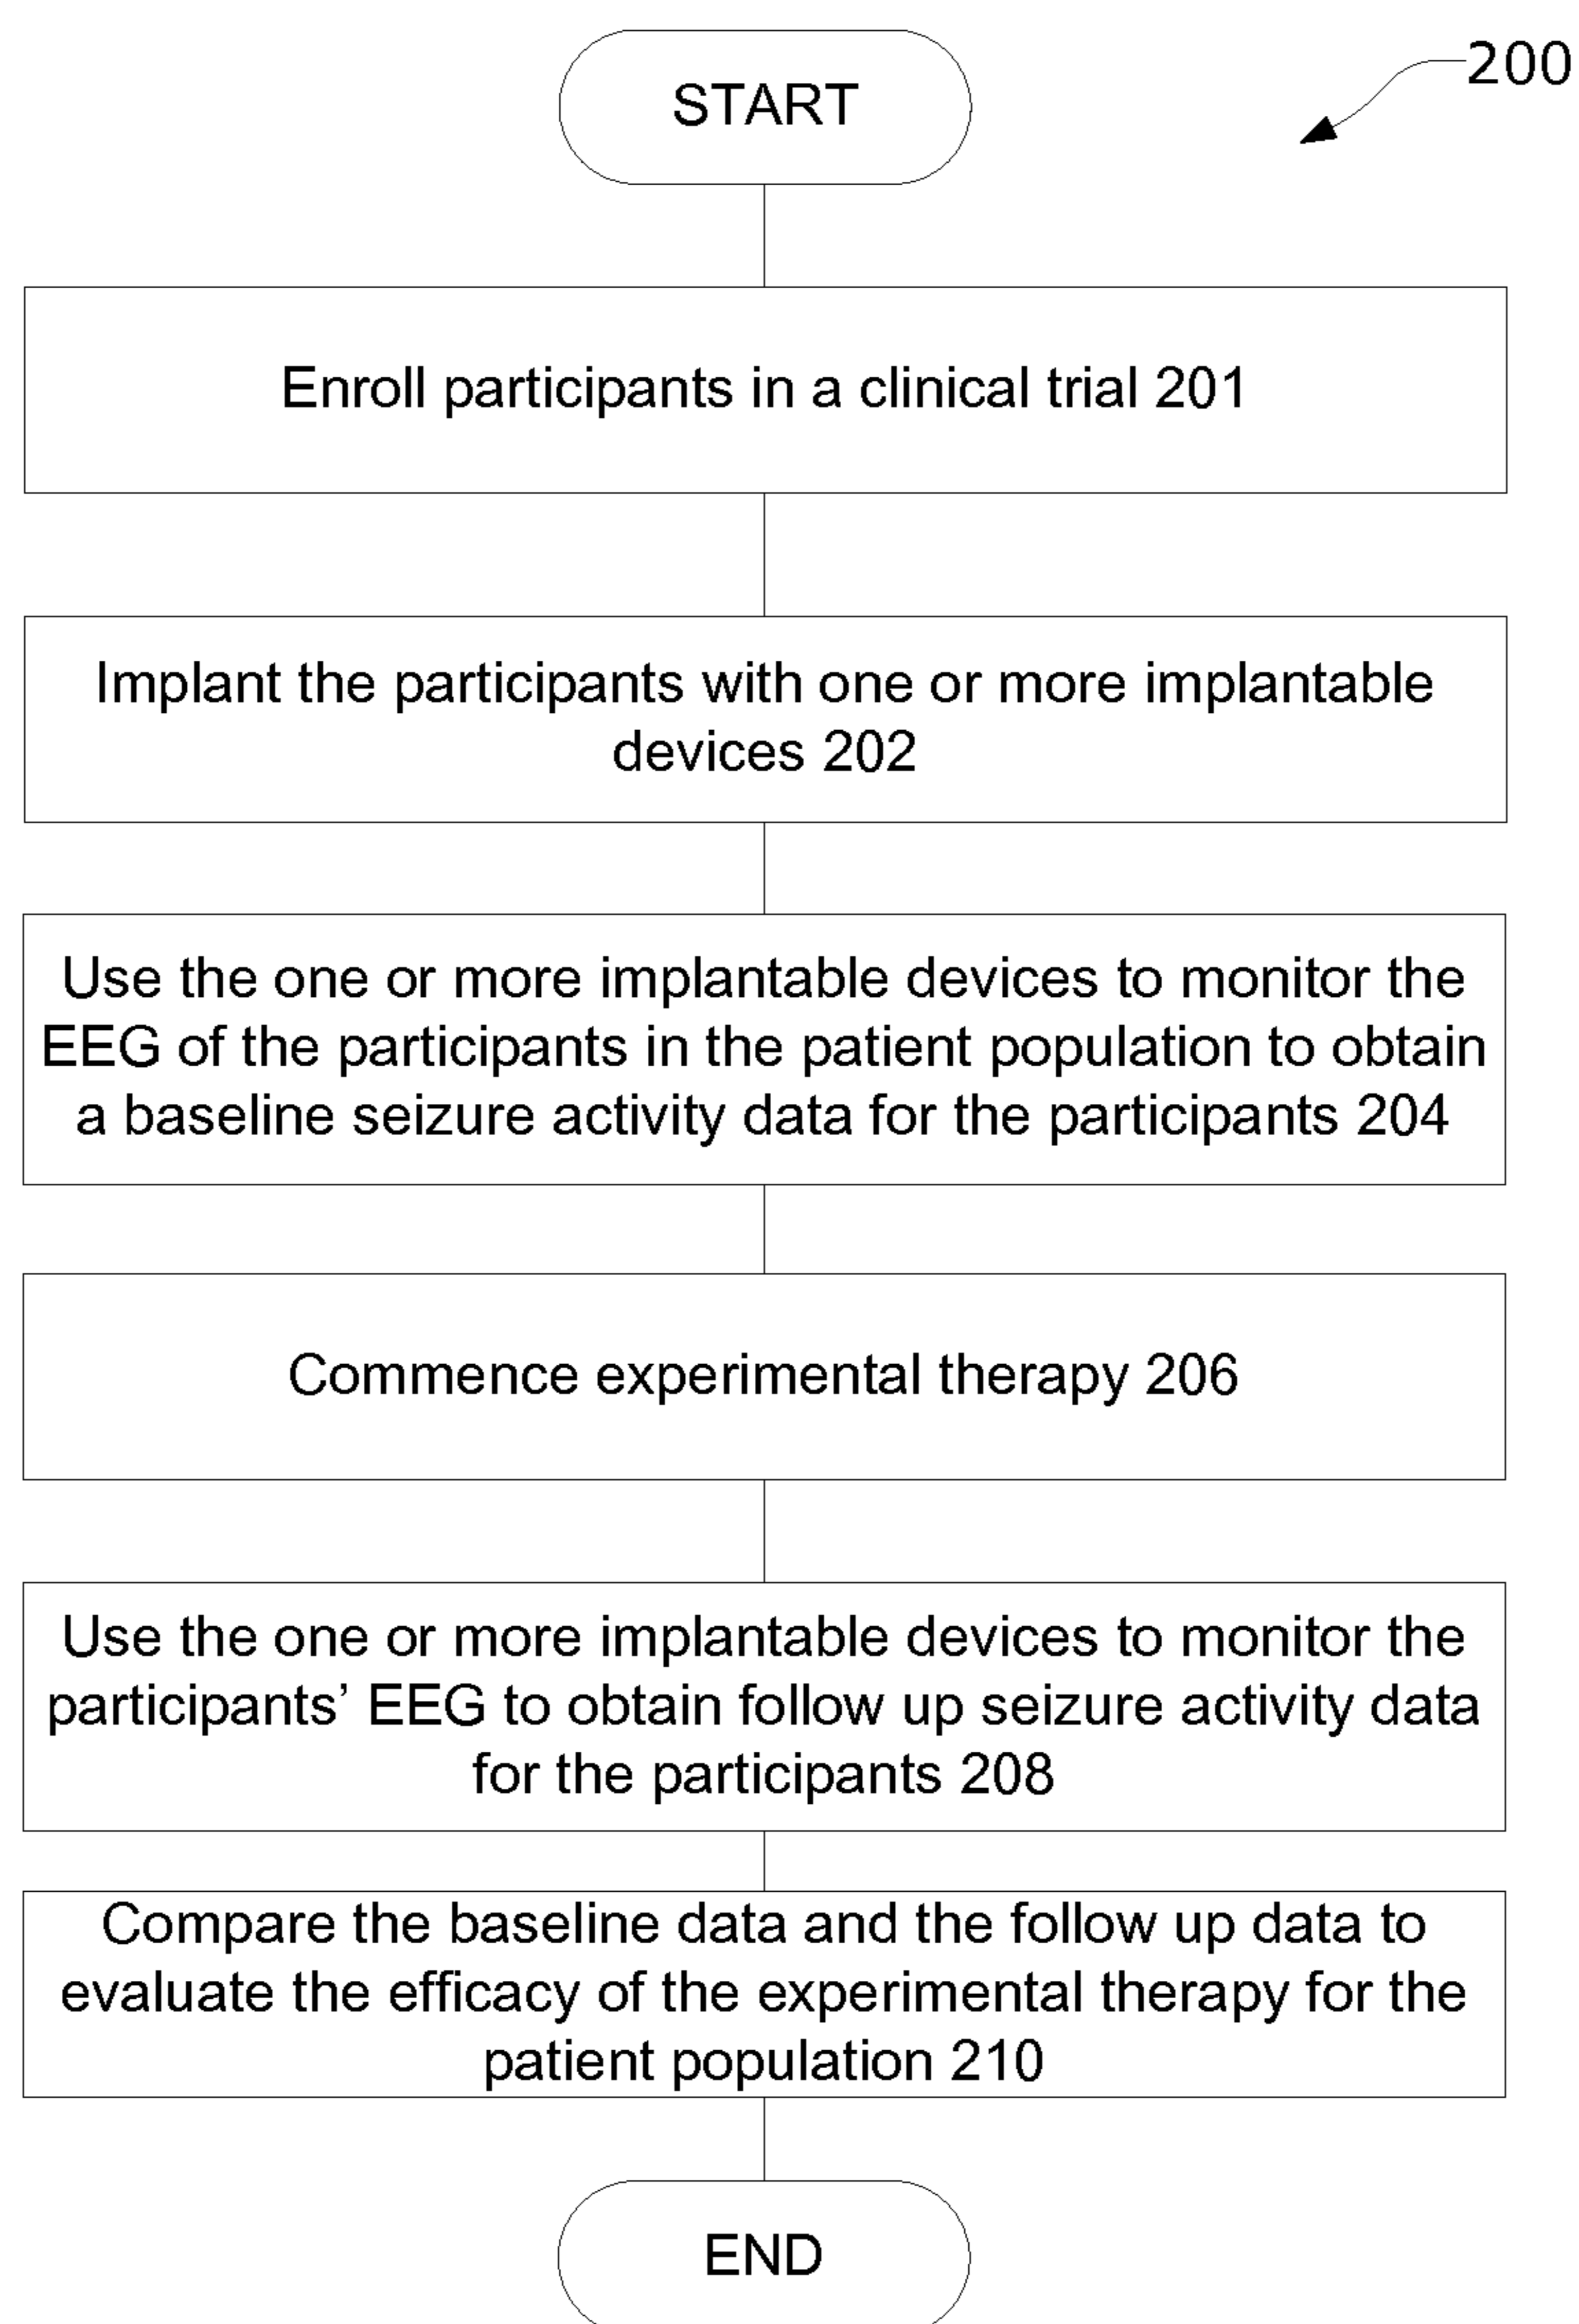 START
200
Enroll participants in a clinical trial 201
Implant the participants with one or more implantable
devices 202
Use the one or more implantable devices to monitor the
EEG of the participants in the patient population to obtain
a baseline seizure activity data for the participants 204
Commence experimental therapy 206
Use the one or more implantable devices to monitor the
participants’ EEG to obtain follow up seizure activity data
for the participants 208
Compare the baseline data and the follow up data to
evaluate the efficacy of the experimental therapy for the
patient population 210
END